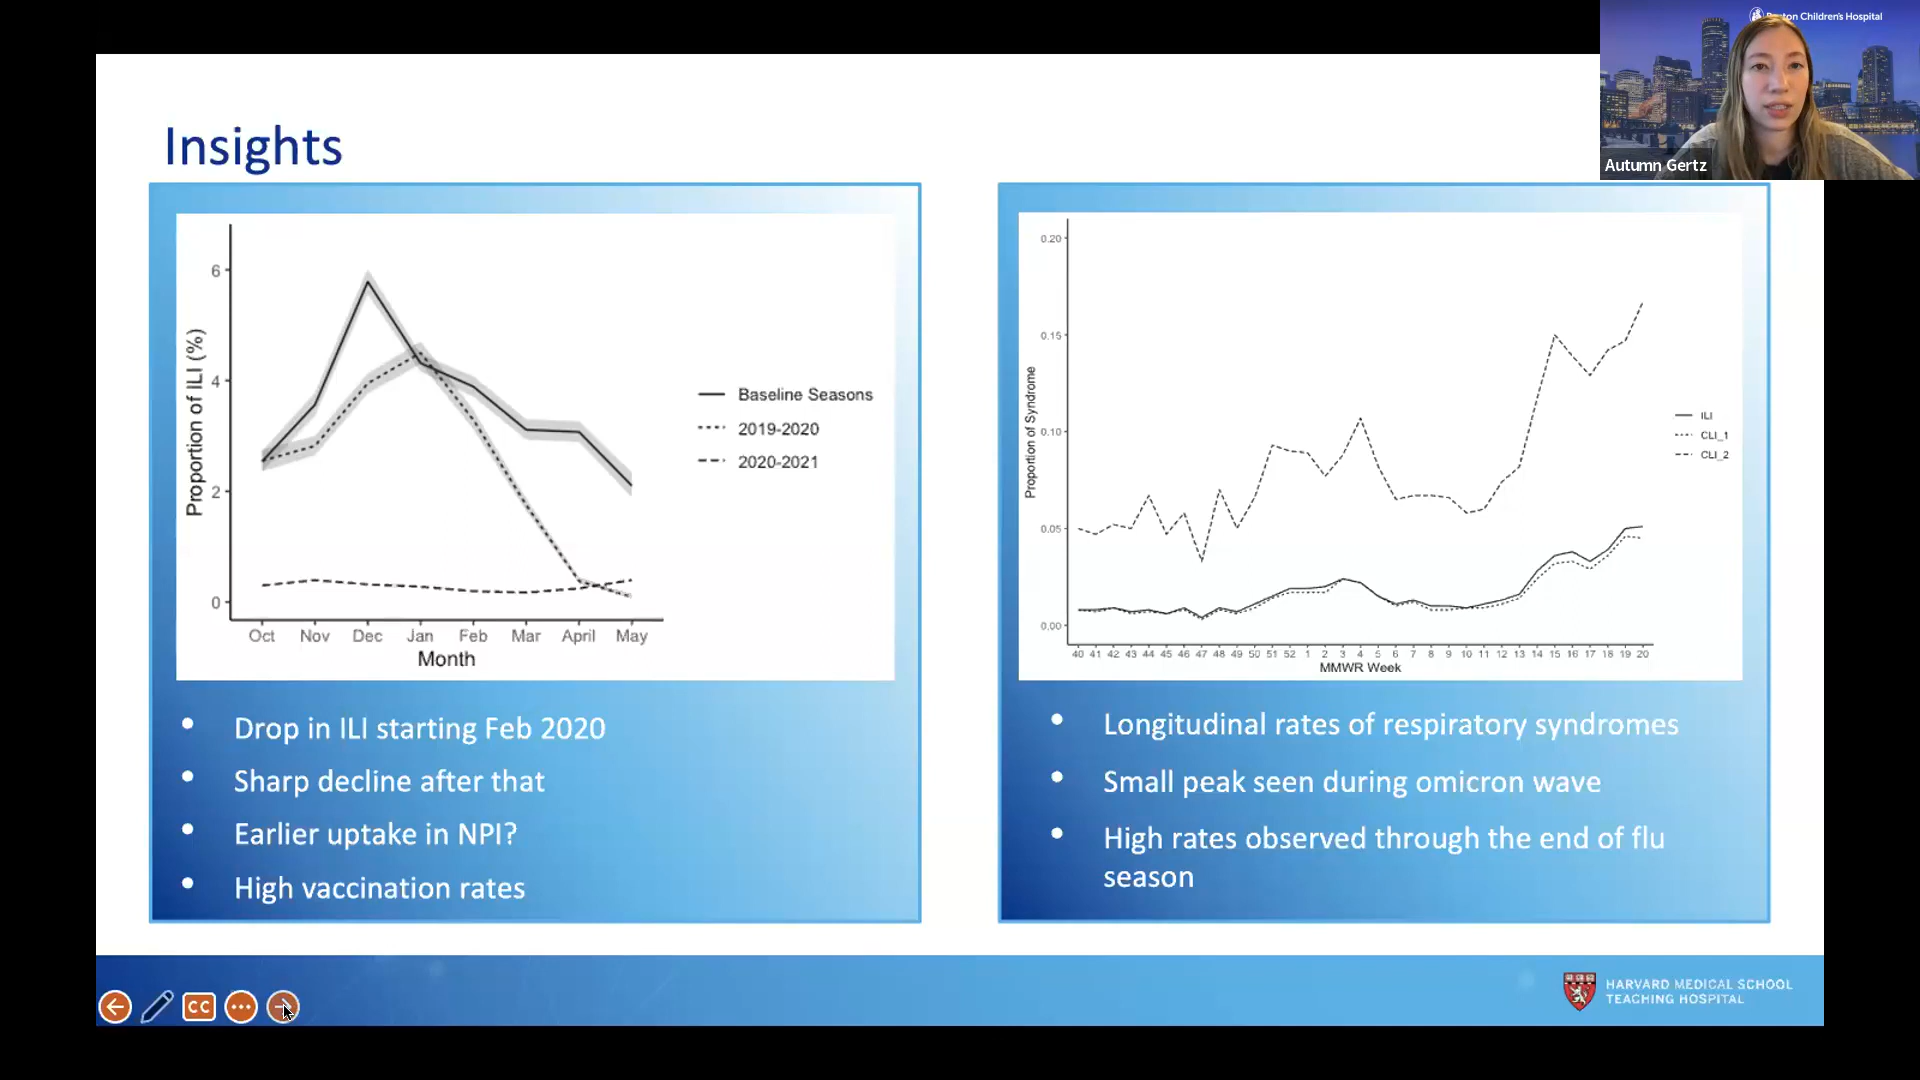 Boston Children's Hospital
Autumn Gertz
Insights
Proportion of ILI (%)
6
4
2
0
Oct Nov Dec Jan Feb Mar April May
Month
Baseline Seasons
2019-2020
2020-2021
Proportion of Syndrome
0.20
0.15
0.10
0.05
0.00
40 41 42 43 44 45 46 47 48 49 50 51 52 1 2 3 4 5 6 7 8 9 10 11 12 13 14 15 16 17 18 19 20
MMWR Week
ILI
CLI_1
CLI_2
• Drop in ILI starting Feb 2020
• Sharp decline after that
• Earlier uptake in NPI?
• High vaccination rates
• Longitudinal rates of respiratory syndromes
• Small peak seen during omicron wave
• High rates observed through the end of flu
season
CC
HARVARD MEDICAL SCHOOL
TEACHING HOSPITAL